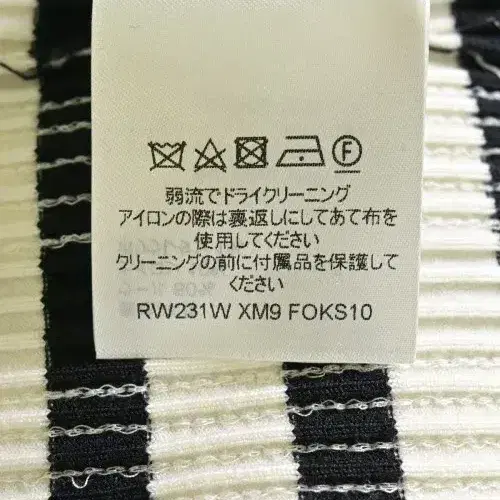 F
弱流でドライクリーニング
アイロンの際は裏返しにしてあて布を
使用してください
クリーニングの前に付属品を保護して
ください
RW231W XM9 FOKS10